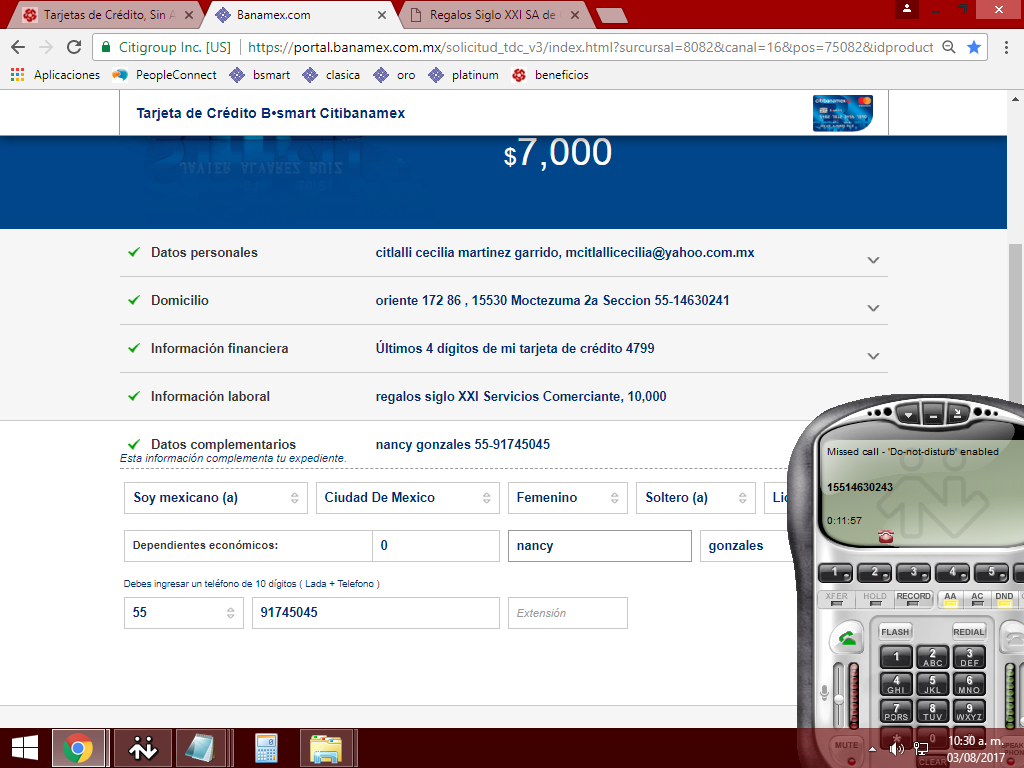 Tarjetas de Crédito, Sin A
Banamex.com
Regalos Siglo XXI SA de
Citigroup Inc. [US]
https://portal.banamex.com.mx/solicitud_tdc_v3/index.html?sursursal=8082&canal=16&pos=75082&idproduct
Aplicaciones
PeopleConnect
bsmart
clasica
oro
platinum
beneficios
Tarjeta de Crédito B•smart Citibanamex
citibanamex
JAVIER ALVAREZ RUIZ
$7,000
Datos personales
citlalli cecilia martinez garrido, mcitlallicecilia@yahoo.com.mx
Domicilio
oriente 172 86 , 15530 Moctezuma 2a Seccion 55-14630241
Información financiera
Últimos 4 dígitos de mi tarjeta de crédito 4799
Información laboral
regalos siglo XXI Servicios Comerciante, 10,000
Datos complementarios
nancy gonzales 55-91745045
Esta información complementa tu expediente.
Soy mexicano (a)
Ciudad De Mexico
Femenino
Soltero (a)
Lic
Dependientes económicos:
0
nancy
gonzales
Debes ingresar un teléfono de 10 dígitos ( Lada + Telefono )
55
91745045
Extensión
Missed call - 'Do-not-disturb' enabled
15514630243
0:11:57
1 2 3 4 5
XFER HOLD RECORD AA AC DND
FLASH REDIAL
1 2 ABC 3 DEF
4 GHI 5 JKL 6 MNO
7 PQRS 8 TUV 9 WXYZ
MUTE * 0
CLEAR
10:30 a. m.
03/08/2017